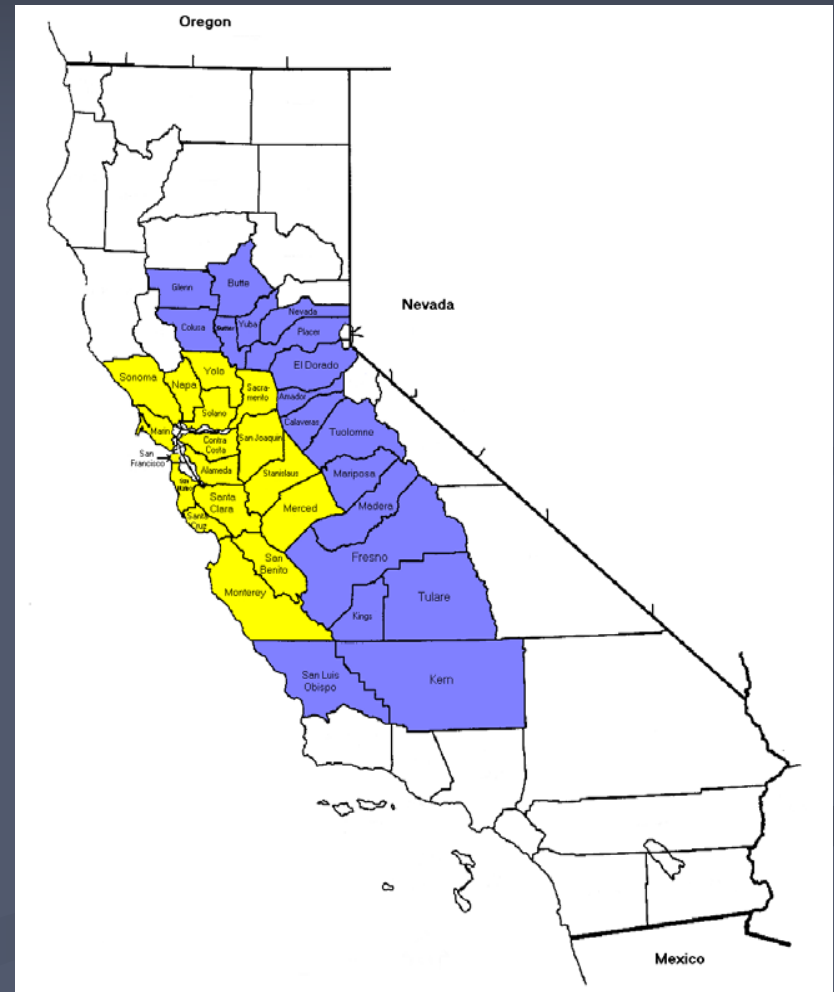 Oregon
Nevada
Glenn
Butte
Colusa
Sutter
Yuba
Nevada
Placer
El Dorado
Sonoma
Napa
Yolo
Sacra-
mento
Amador
Solano
Calaveras
Tuolomne
Marin
Contra
Costa
San Joaquin
San
Francisco
Alameda
Stanislaus
Mariposa
San
Mateo
Santa
Clara
Merced
Madera
Santa
Cruz
San
Benito
Fresno
Monterey
Kings
Tulare
San Luis
Obispo
Kern
Mexico